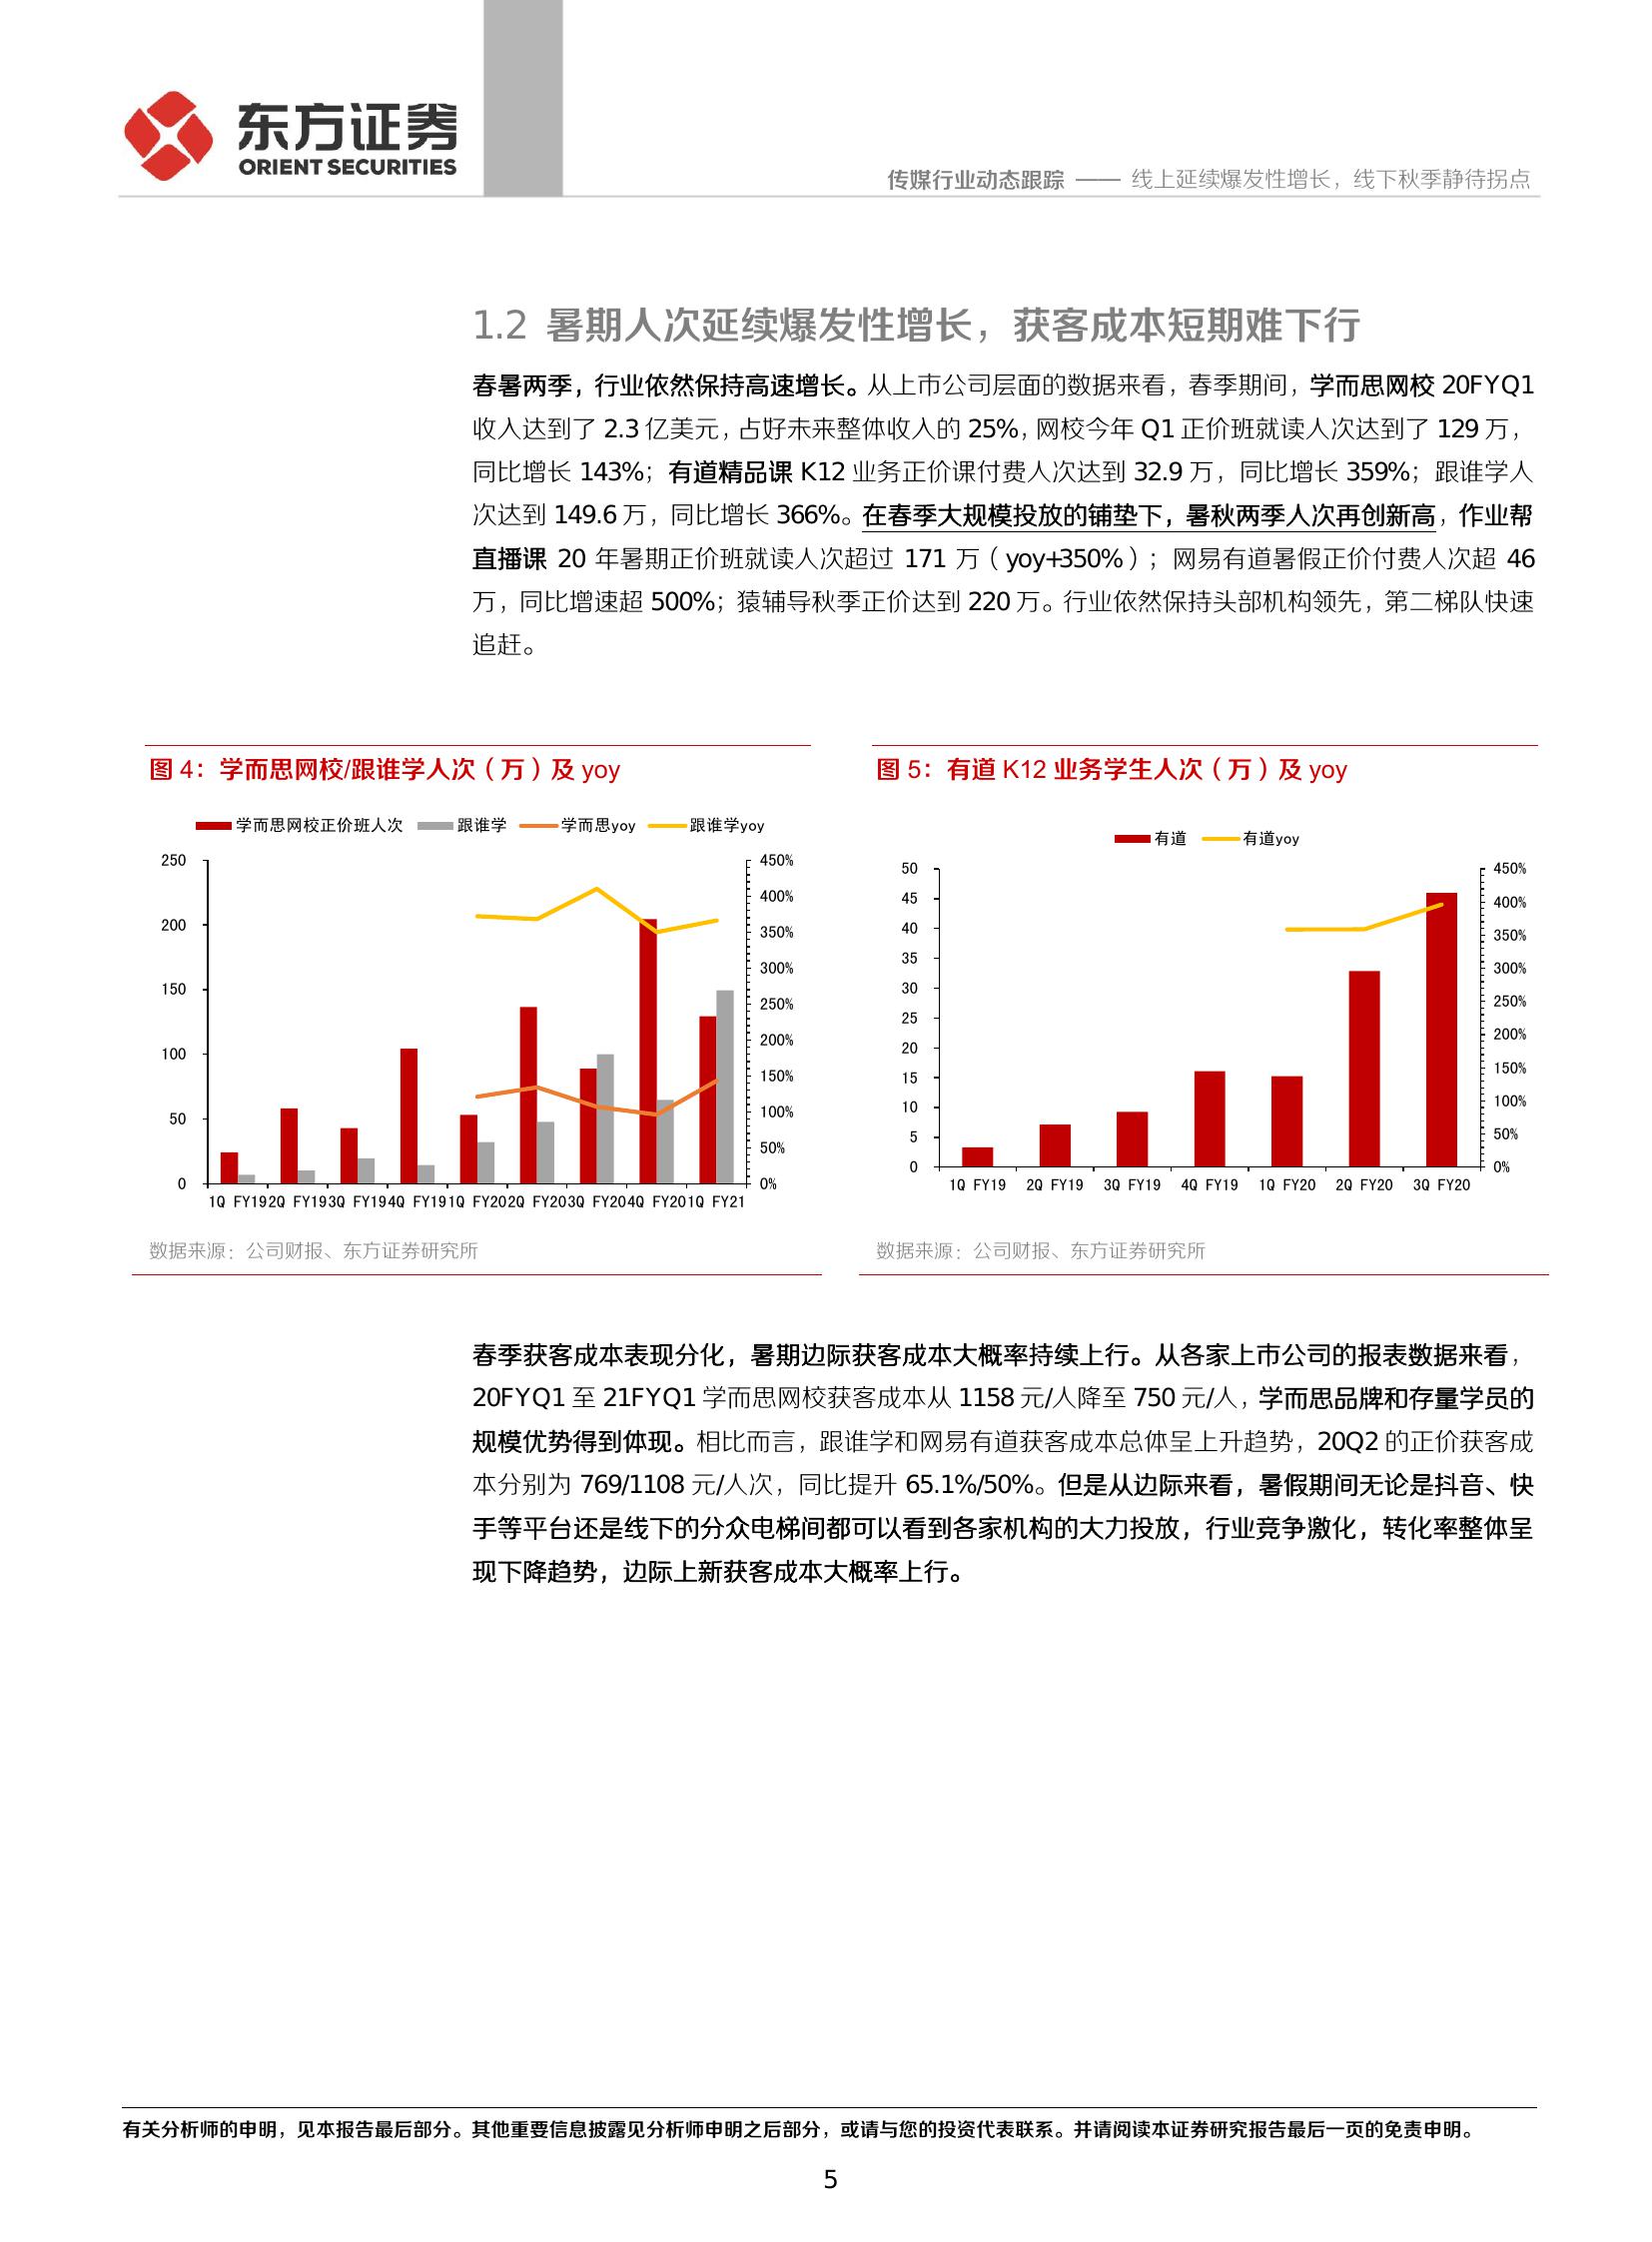 东方证券
ORIENT SECURITIES
传媒行业动态跟踪 —— 线上延续爆发性增长，线下秋季静待拐点
1.2 暑期人次延续爆发性增长，获客成本短期难下行
春暑两季，行业依然保持高速增长。从上市公司层面的数据来看，春季期间，学而思网校 20FYQ1
收入达到了 2.3 亿美元，占好未来整体收入的 25%，网校今年 Q1 正价班就读人次达到了 129 万，
同比增长 143%；有道精品课 K12 业务正价课付费人次达到 32.9 万，同比增长 359%；跟谁学人
次达到 149.6 万，同比增长 366%。在春季大规模投放的铺垫下，暑秋两季人次再创新高，作业帮
直播课 20 年暑期正价班就读人次超过 171 万（yoy+350%）；网易有道暑假正价付费人次超 46
万，同比增速超 500%；猿辅导秋季正价达到 220 万。行业依然保持头部机构领先，第二梯队快速
追赶。
图 4：学而思网校/跟谁学人次（万）及 yoy
学而思网校正价班人次 跟谁学 学而思yoy 跟谁学yoy
250
200
150
100
50
0
450%
400%
350%
300%
250%
200%
150%
100%
50%
0%
1Q FY19 2Q FY19 3Q FY19 4Q FY19 1Q FY20 2Q FY20 3Q FY20 4Q FY20 1Q FY21
数据来源：公司财报、东方证券研究所
图 5：有道 K12 业务学生人次（万）及 yoy
有道 有道yoy
50
45
40
35
30
25
20
15
10
5
0
450%
400%
350%
300%
250%
200%
150%
100%
50%
0%
1Q FY19 2Q FY19 3Q FY19 4Q FY19 1Q FY20 2Q FY20 3Q FY20
数据来源：公司财报、东方证券研究所
春季获客成本表现分化，暑期边际获客成本大概率持续上行。从各家上市公司的报表数据来看，
20FYQ1 至 21FYQ1 学而思网校获客成本从 1158 元/人降至 750 元/人，学而思品牌和存量学员的
规模优势得到体现。相比而言，跟谁学和网易有道获客成本总体呈上升趋势，20Q2 的正价获客成
本分别为 769/1108 元/人次，同比提升 65.1%/50%。但是从边际来看，暑假期间无论是抖音、快
手等平台还是线下的分众电梯间都可以看到各家机构的大力投放，行业竞争激化，转化率整体呈
现下降趋势，边际上新获客成本大概率上行。
有关分析师的申明，见本报告最后部分。其他重要信息披露见分析师申明之后部分，或请与您的投资代表联系。并请阅读本证券研究报告最后一页的免责申明。
5